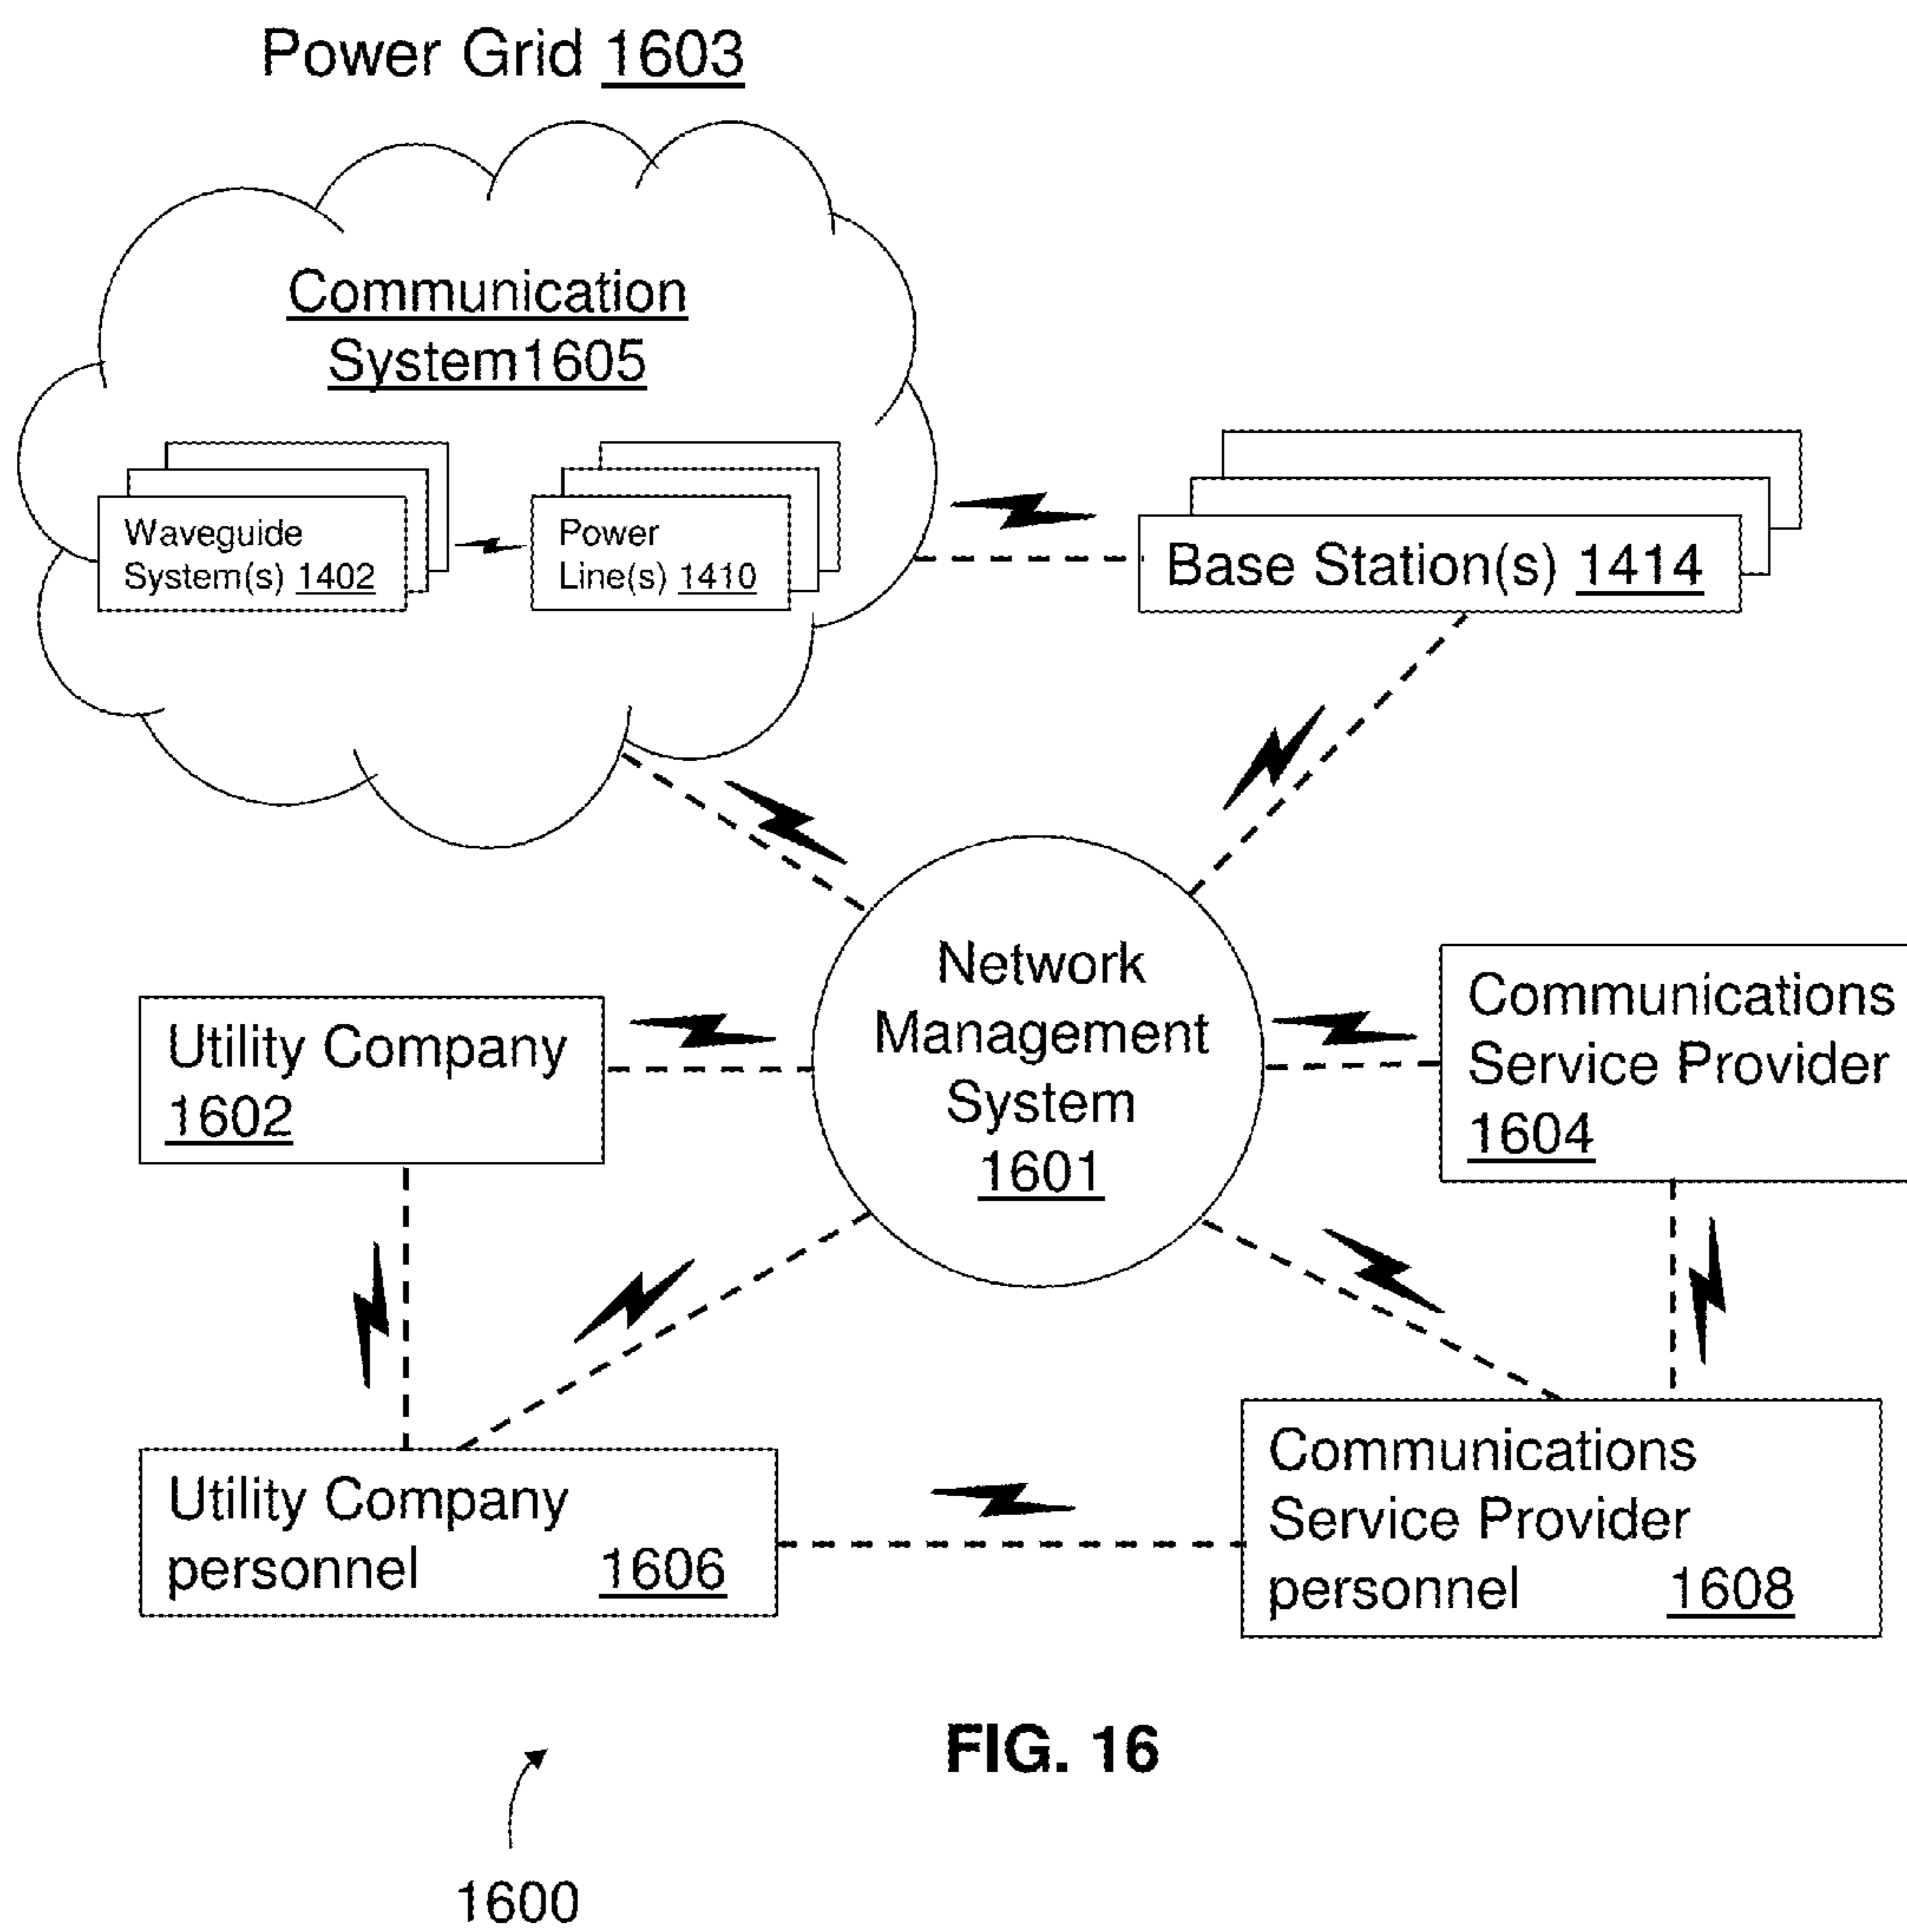 Power Grid 1603
Communication
System1605
Waveguide
System(s) 1402
Power
Line(s) 1410
Base Station(s) 1414
Network
Management
System
1601
Utility Company
1602
Communications
Service Provider
1604
Utility Company
personnel 1606
Communications
Service Provider
personnel 1608
FIG. 16
1600